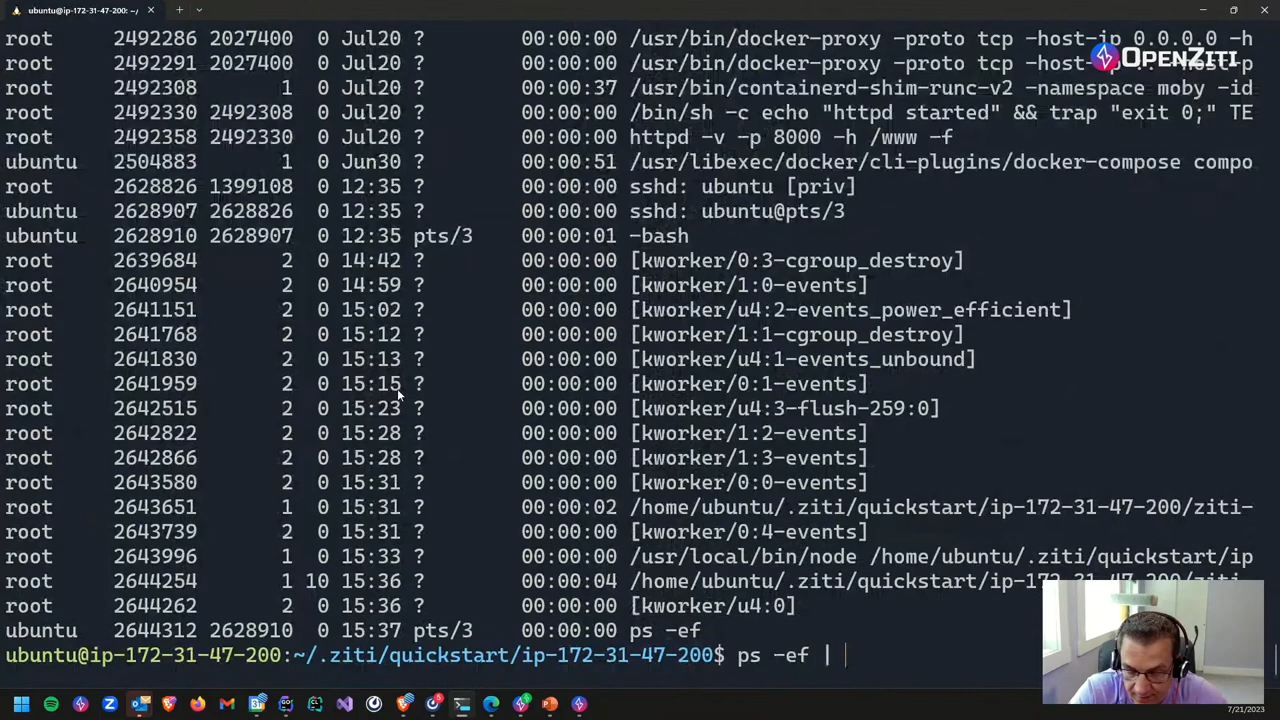 ubuntu@ip-172-31-47-200: ~/
root 2492286 2027400 0 Jul20 ? 00:00:00 /usr/bin/docker-proxy -proto tcp -host-ip 0.0.0.0 -h
OPENZITI
root 2492291 2027400 0 Jul20 ? 00:00:00 /usr/bin/docker-proxy -proto tcp -host-ip :: -host-p
root 2492308 1 0 Jul20 ? 00:00:37 /usr/bin/containerd-shim-runc-v2 -namespace moby -id
root 2492330 2492308 0 Jul20 ? 00:00:00 /bin/sh -c echo "httpd started" && trap "exit 0;" TE
root 2492358 2492330 0 Jul20 ? 00:00:00 httpd -v -p 8000 -h /www -f
ubuntu 2504883 1 0 Jun30 ? 00:00:51 /usr/libexec/docker/cli-plugins/docker-compose compo
root 2628826 1399108 0 12:35 ? 00:00:00 sshd: ubuntu [priv]
ubuntu 2628907 2628826 0 12:35 ? 00:00:00 sshd: ubuntu@pts/3
ubuntu 2628910 2628907 0 12:35 pts/3 00:00:01 -bash
root 2639684 2 0 14:42 ? 00:00:00 [kworker/0:3-cgroup_destroy]
root 2640954 2 0 14:59 ? 00:00:00 [kworker/1:0-events]
root 2641151 2 0 15:02 ? 00:00:00 [kworker/u4:2-events_power_efficient]
root 2641768 2 0 15:12 ? 00:00:00 [kworker/1:1-cgroup_destroy]
root 2641830 2 0 15:13 ? 00:00:00 [kworker/u4:1-events_unbound]
root 2641959 2 0 15:15 ? 00:00:00 [kworker/0:1-events]
root 2642515 2 0 15:23 ? 00:00:00 [kworker/u4:3-flush-259:0]
root 2642822 2 0 15:28 ? 00:00:00 [kworker/1:2-events]
root 2642866 2 0 15:28 ? 00:00:00 [kworker/1:3-events]
root 2643580 2 0 15:31 ? 00:00:00 [kworker/0:0-events]
root 2643651 1 0 15:31 ? 00:00:02 /home/ubuntu/.ziti/quickstart/ip-172-31-47-200/ziti-
root 2643739 2 0 15:31 ? 00:00:00 [kworker/0:4-events]
root 2643996 1 0 15:33 ? 00:00:00 /usr/local/bin/node /home/ubuntu/.ziti/quickstart/ip
root 2644254 1 10 15:36 ? 00:00:04 /home/ubuntu/.ziti/quickstart/ip-172-31-47-200/ziti-
root 2644262 2 0 15:36 ? 00:00:00 [kworker/u4:0]
ubuntu 2644312 2628910 0 15:37 pts/3 00:00:00 ps -ef
ubuntu@ip-172-31-47-200:~/.ziti/quickstart/ip-172-31-47-200$ ps -ef |
7/21/2023